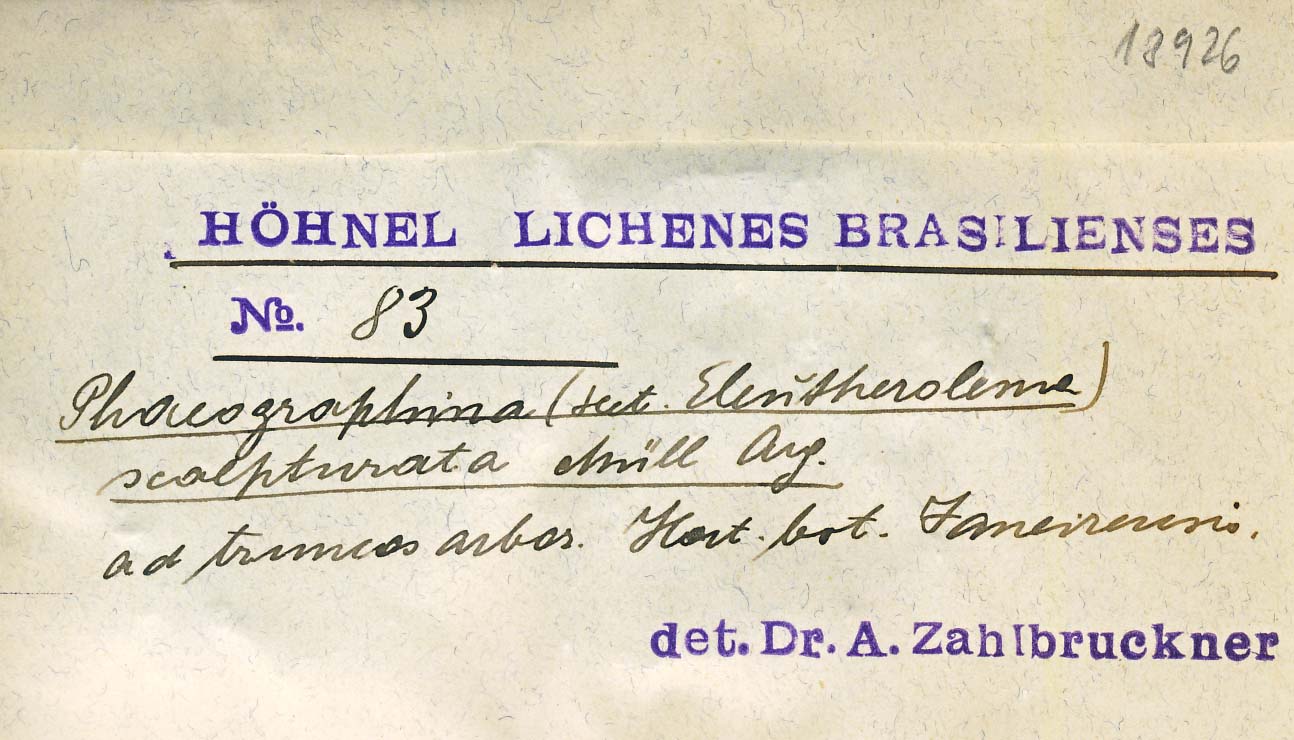 18926
HÖHNEL LICHENES BRASILIENSES
No. 83
Phaeographina (sect. Eleutheroloma)
scalpturata Müll Arg.
ad truncos arbor. Hort. bot. Janeirensis.
det. Dr. A. Zahlbruckner